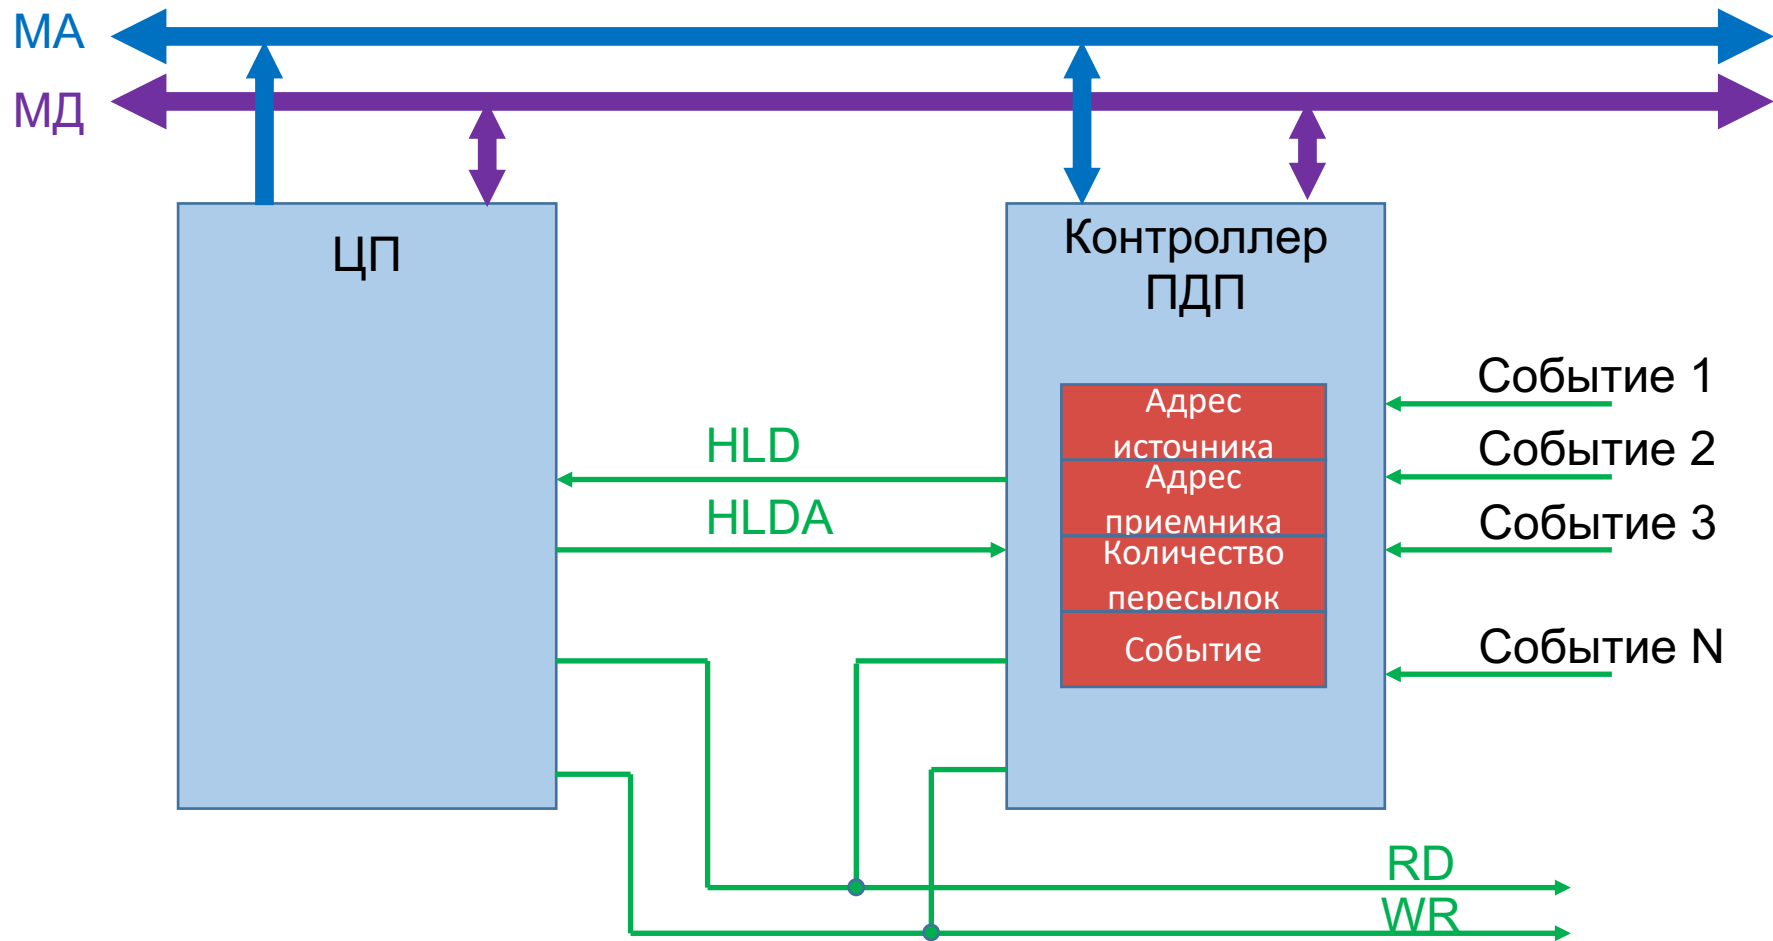 МА
МД
ЦП
Контроллер
ПДП
Адрес
источника
Адрес
приемника
Количество
пересылок
Событие
HLD
HLDA
Событие 1
Событие 2
Событие 3
Событие N
RD
WR